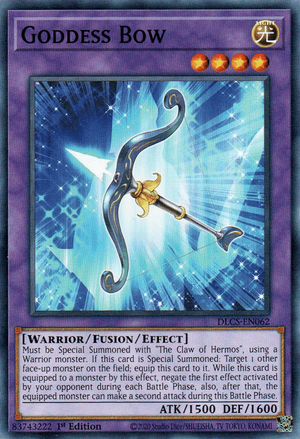 GODDESS BOW
LIGHT
光
DLCS-EN062
[WARRIOR/FUSION/EFFECT]
Must be Special Summoned with "The Claw of Hermos", using a
Warrior monster. If this card is Special Summoned: Target 1 other
face-up monster on the field; equip this card to it. While this card is
equipped to a monster by this effect, negate the first effect activated
by your opponent during each Battle Phase, also, after that, the
equipped monster can make a second attack during this Battle Phase.
ATK/1500 DEF/ 600
83743222 1st Edition ©2020 Studio Dice/SHUEISHA, TV TOKYO, KONAMI